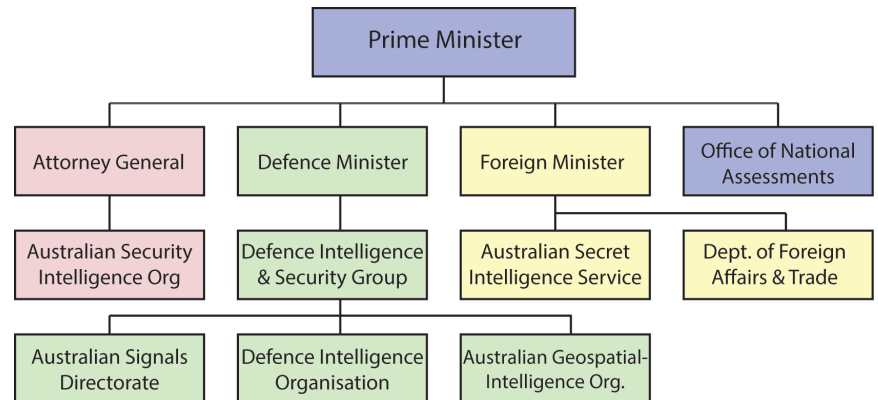 Prime Minister
Attorney General
Defence Minister
Foreign Minister
Office of National
Assessments
Australian Security
Intelligence Org
Defence Intelligence
& Security Group
Australian Secret
Intelligence Service
Dept. of Foreign
Affairs & Trade
Australian Signals
Directorate
Defence Intelligence
Organisation
Australian Geospatial-
Intelligence Org.